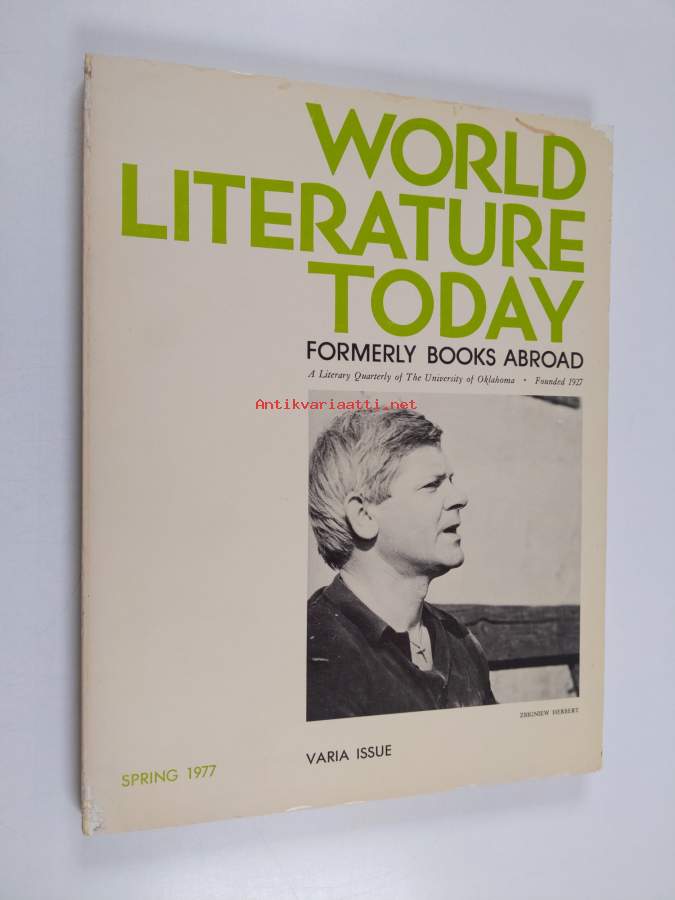 WORLD
LITERATURE
TODAY
FORMERLY BOOKS ABROAD
A Literary Quarterly of The University of Oklahoma • Founded 1927
Antikvariaatti.net
ZBIGNIEW HERBERT
VARIA ISSUE
SPRING 1977